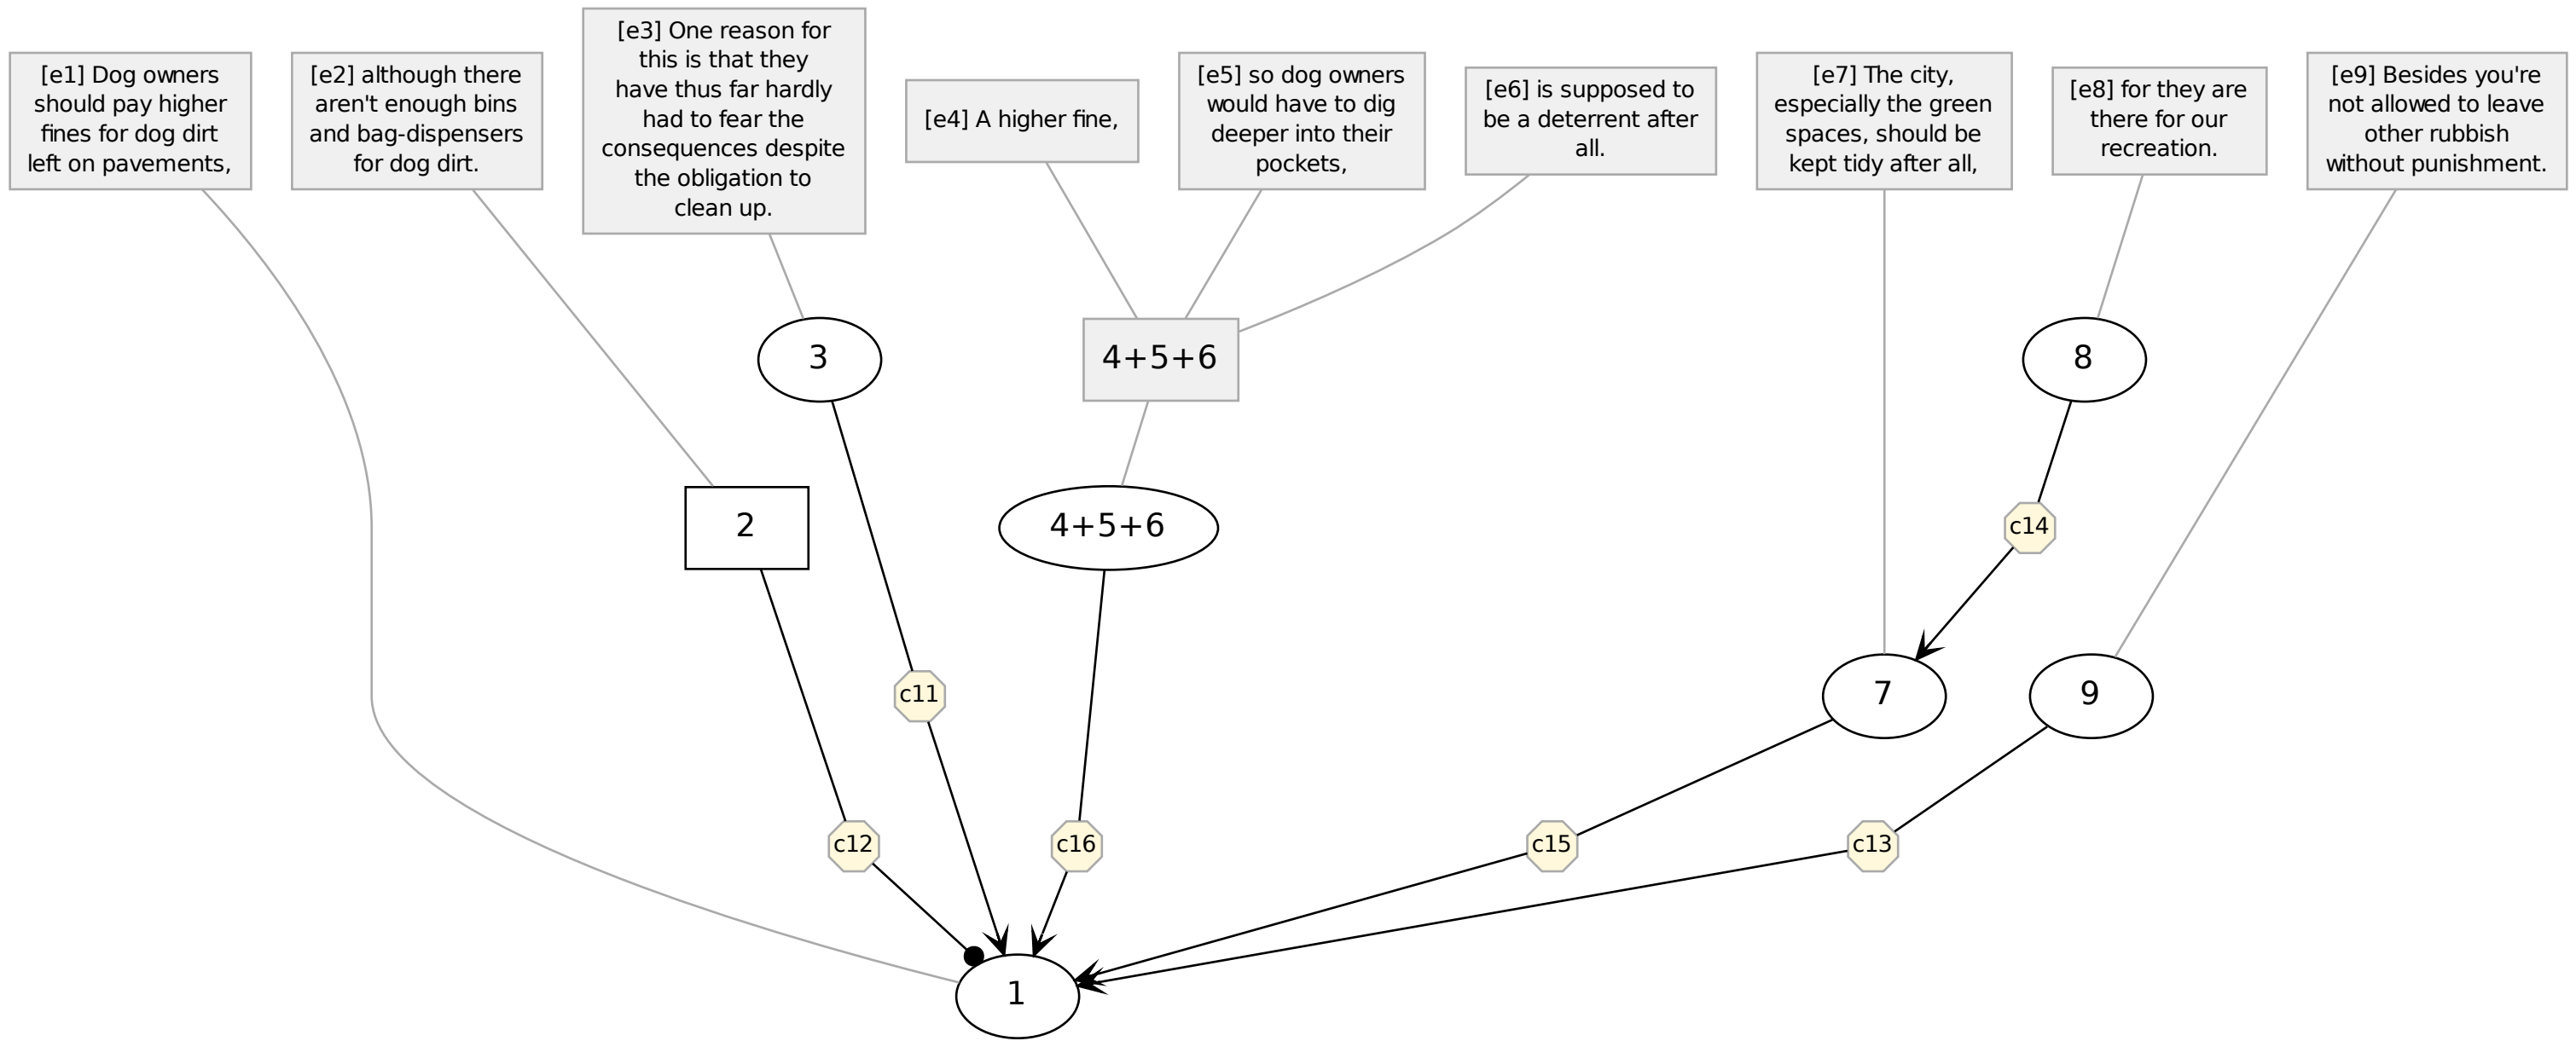 [e1] Dog owners
should pay higher
fines for dog dirt
left on pavements,
[e2] although there
aren't enough bins
and bag-dispensers
for dog dirt.
[e3] One reason for
this is that they
have thus far hardly
had to fear the
consequences despite
the obligation to
clean up.
[e4] A higher fine,
[e5] so dog owners
would have to dig
deeper into their
pockets,
[e6] is supposed to
be a deterrent after
all.
[e7] The city,
especially the green
spaces, should be
kept tidy after all,
[e8] for they are
there for our
recreation.
[e9] Besides you're
not allowed to leave
other rubbish
without punishment.
3
4+5+6
8
2
4+5+6
c14
c11
7
9
c12
c16
c15
c13
1